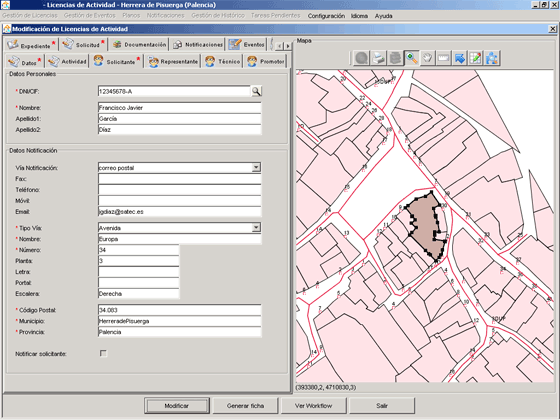 - Licencias de Actividad - Herrera de Pisuerga (Palencia)
Gestión de Licencias Gestión de Eventos Planos Notificaciones Gestión de Histórico Tareas Pendientes Configuración Idioma Ayuda
Modificación de Licencias de Actividad
Expediente * Solicitud * Documentación Notificaciones Eventos
Datos * Actividad Solicitante * Representante Técnico Promotor
Datos Personales
* DNI/CIF: 12345678-A
* Nombre: Francisco Javier
Apellido1: García
Apellido2: Díaz
Datos Notificación
Vía Notificación: correo postal
Fax:
Teléfono:
Móvil:
Email: jgdiaz@satec.es
* Tipo Vía: Avenida
* Nombre: Europa
* Número: 34
Planta: 3
Letra:
Portal:
Escalera: Derecha
* Código Postal: 34.083
* Municipio: HerreradePisuerga
* Provincia: Palencia
Notificar solicitante:
Mapa
(393380,2, 4710830,3)
Modificar Generar ficha Ver Workflow Salir